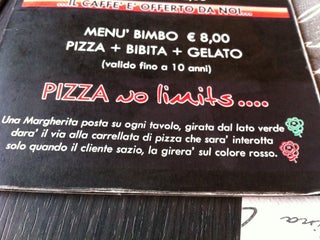 ...IL CAFFE' E' OFFERTO DA NOI...
MENU' BIMBO € 8,00
PIZZA + BIBITA + GELATO
(valido fino a 10 anni)
PIZZA no limits ....
Una Margherita posta su ogni tavolo, girata dal lato verde
dara' il via alla carrellata di pizza che sara' interrotta
solo quando il cliente sazio, la girera' sul colore rosso.